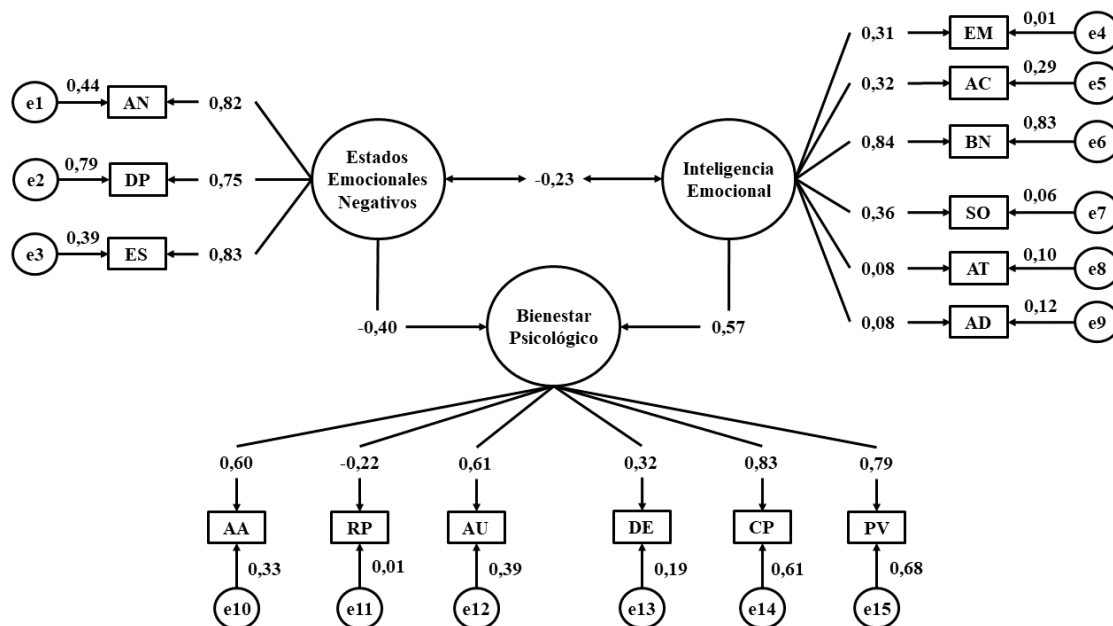 0,31
EM
0,01
e4
0,44
e1
AN
0,82
0,32
AC
0,29
e5
Estados
Emocionales
Negativos
-0,23
Inteligencia
Emocional
0,84
BN
0,83
e6
0,79
e2
DP
0,75
0,36
SO
0,06
e7
0,39
e3
ES
0,83
0,08
AT
0,10
e8
-0,40
Bienestar
Psicológico
0,57
0,08
AD
0,12
e9
0,60
-0,22
0,61
0,32
0,83
0,79
AA
RP
AU
DE
CP
PV
0,33
0,01
0,39
0,19
0,61
0,68
e10
e11
e12
e13
e14
e15